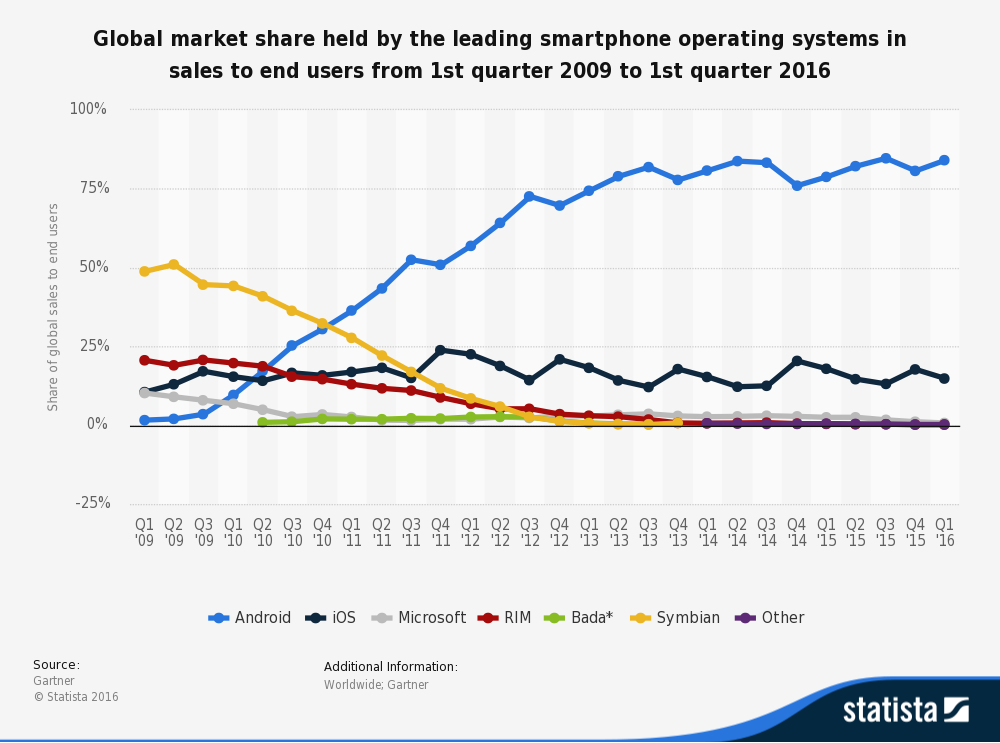 Global market share held by the leading smartphone operating systems in
sales to end users from 1st quarter 2009 to 1st quarter 2016
100%
75%
50%
25%
0%
-25%
Share of global sales to end users
Q1 Q2 Q3 Q1 Q2 Q3 Q4 Q1 Q2 Q3 Q4 Q1 Q2 Q3 Q4 Q1 Q2 Q3 Q4 Q1 Q2 Q3 Q4 Q1 Q2 Q3 Q4 Q1
'09 '09 '09 '10 '10 '10 '10 '11 '11 '11 '11 '12 '12 '12 '12 '13 '13 '13 '13 '14 '14 '14 '14 '15 '15 '15 '15 '16
Android iOS Microsoft RIM Bada* Symbian Other
Source:
Gartner
© Statista 2016
Additional Information:
Worldwide; Gartner
statista